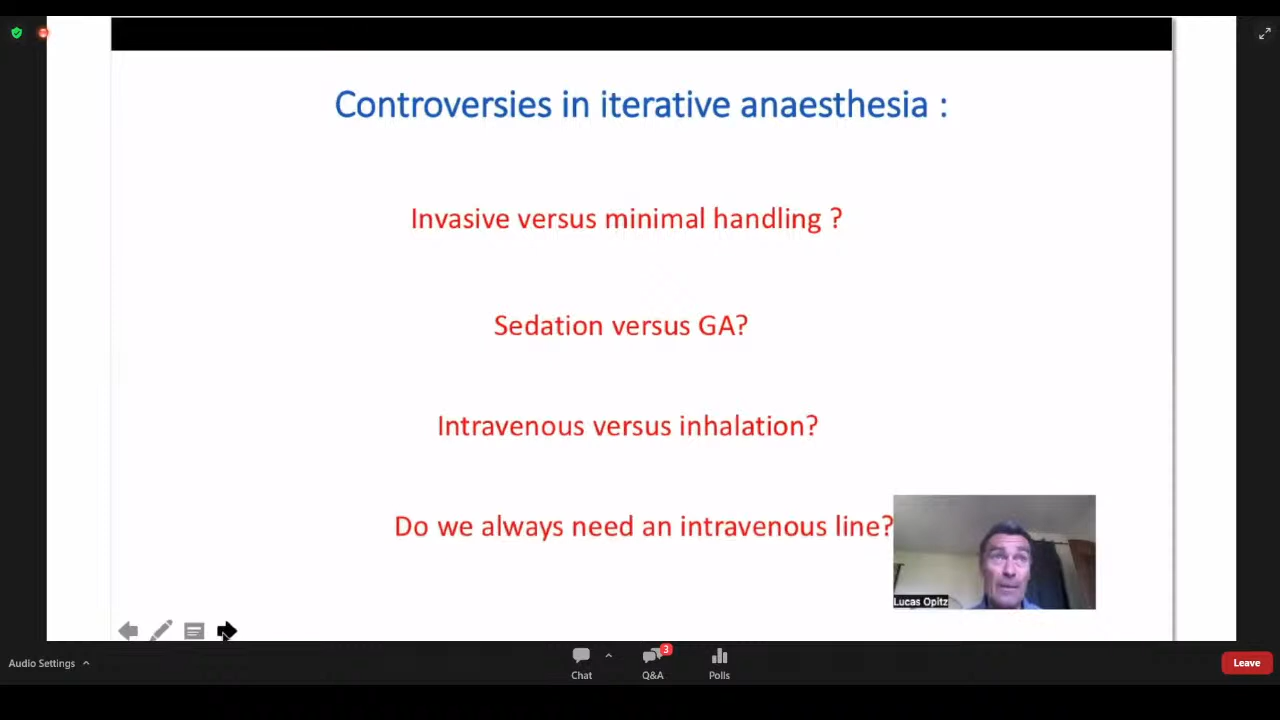 Controversies in iterative anaesthesia :
Invasive versus minimal handling ?
Sedation versus GA?
Intravenous versus inhalation?
Do we always need an intravenous line?
Lucas Opitz
Audio Settings
Chat
3
Q&A
Polls
Leave